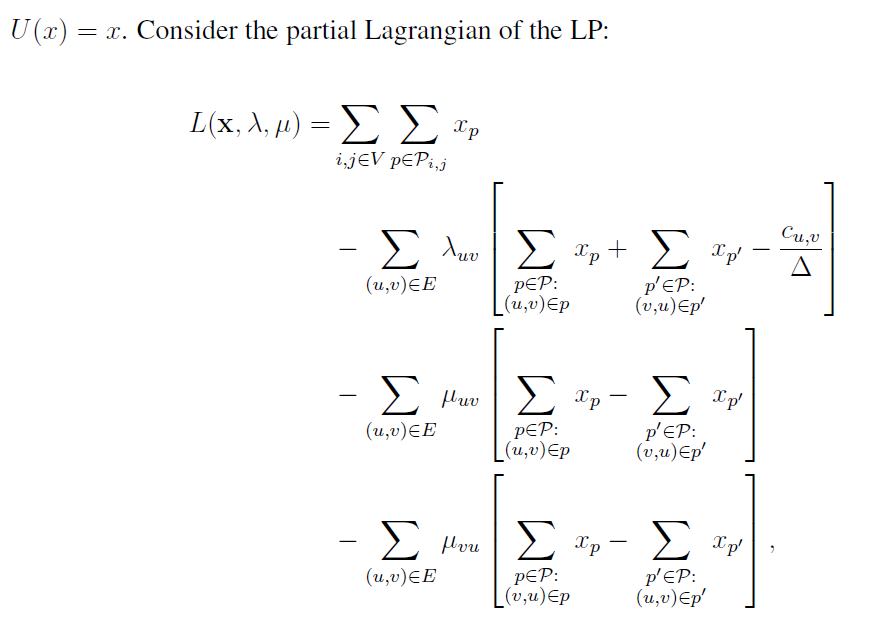 U(x) = x. Consider the partial Lagrangian of the LP:
L(x, λ, μ) = ∑_{i,j∈V} ∑_{p∈𝒫_{i,j}} x_p
− ∑_{(u,v)∈E} λ_{uv} [ ∑_{p∈𝒫: (u,v)∈p} x_p + ∑_{p′∈𝒫: (v,u)∈p′} x_{p′} − c_{u,v}/Δ ]
− ∑_{(u,v)∈E} μ_{uv} [ ∑_{p∈𝒫: (u,v)∈p} x_p − ∑_{p′∈𝒫: (v,u)∈p′} x_{p′} ]
− ∑_{(u,v)∈E} μ_{vu} [ ∑_{p∈𝒫: (v,u)∈p} x_p − ∑_{p′∈𝒫: (u,v)∈p′} x_{p′} ] ,